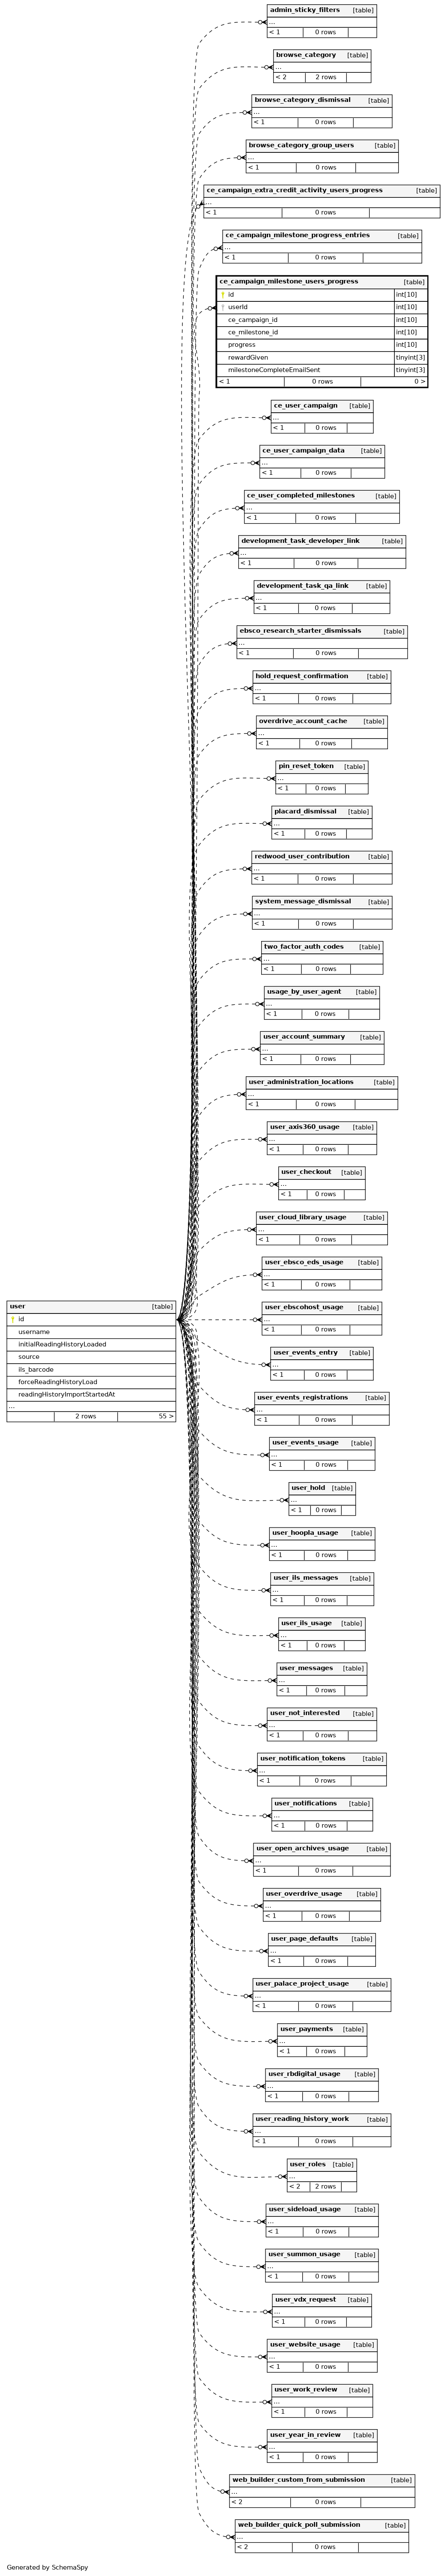 admin_sticky_filters [table]
...
< 1 0 rows
browse_category [table]
...
< 2 2 rows
browse_category_dismissal [table]
...
< 1 0 rows
browse_category_group_users [table]
...
< 1 0 rows
ce_campaign_extra_credit_activity_users_progress [table]
...
< 1 0 rows
ce_campaign_milestone_progress_entries [table]
...
< 1 0 rows
ce_campaign_milestone_users_progress [table]
id int[10]
userId int[10]
ce_campaign_id int[10]
ce_milestone_id int[10]
progress int[10]
rewardGiven tinyint[3]
milestoneCompleteEmailSent tinyint[3]
< 1 0 rows 0 >
ce_user_campaign [table]
...
< 1 0 rows
ce_user_campaign_data [table]
...
< 1 0 rows
ce_user_completed_milestones [table]
...
< 1 0 rows
development_task_developer_link [table]
...
< 1 0 rows
development_task_qa_link [table]
...
< 1 0 rows
ebsco_research_starter_dismissals [table]
...
< 1 0 rows
hold_request_confirmation [table]
...
< 1 0 rows
overdrive_account_cache [table]
...
< 1 0 rows
pin_reset_token [table]
...
< 1 0 rows
placard_dismissal [table]
...
< 1 0 rows
redwood_user_contribution [table]
...
< 1 0 rows
system_message_dismissal [table]
...
< 1 0 rows
two_factor_auth_codes [table]
...
< 1 0 rows
usage_by_user_agent [table]
...
< 1 0 rows
user_account_summary [table]
...
< 1 0 rows
user_administration_locations [table]
...
< 1 0 rows
user_axis360_usage [table]
...
< 1 0 rows
user_checkout [table]
...
< 1 0 rows
user_cloud_library_usage [table]
...
< 1 0 rows
user_ebsco_eds_usage [table]
...
< 1 0 rows
user_ebscohost_usage [table]
...
< 1 0 rows
user [table]
id
username
initialReadingHistoryLoaded
source
ils_barcode
forceReadingHistoryLoad
readingHistoryImportStartedAt
...
2 rows 55 >
user_events_entry [table]
...
< 1 0 rows
user_events_registrations [table]
...
< 1 0 rows
user_events_usage [table]
...
< 1 0 rows
user_hold [table]
...
< 1 0 rows
user_hoopla_usage [table]
...
< 1 0 rows
user_ils_messages [table]
...
< 1 0 rows
user_ils_usage [table]
...
< 1 0 rows
user_messages [table]
...
< 1 0 rows
user_not_interested [table]
...
< 1 0 rows
user_notification_tokens [table]
...
< 1 0 rows
user_notifications [table]
...
< 1 0 rows
user_open_archives_usage [table]
...
< 1 0 rows
user_overdrive_usage [table]
...
< 1 0 rows
user_page_defaults [table]
...
< 1 0 rows
user_palace_project_usage [table]
...
< 1 0 rows
user_payments [table]
...
< 1 0 rows
user_rbdigital_usage [table]
...
< 1 0 rows
user_reading_history_work [table]
...
< 1 0 rows
user_roles [table]
...
< 2 2 rows
user_sideload_usage [table]
...
< 1 0 rows
user_summon_usage [table]
...
< 1 0 rows
user_vdx_request [table]
...
< 1 0 rows
user_website_usage [table]
...
< 1 0 rows
user_work_review [table]
...
< 1 0 rows
user_year_in_review [table]
...
< 1 0 rows
web_builder_custom_from_submission [table]
...
< 2 0 rows
web_builder_quick_poll_submission [table]
...
< 2 0 rows
Generated by SchemaSpy